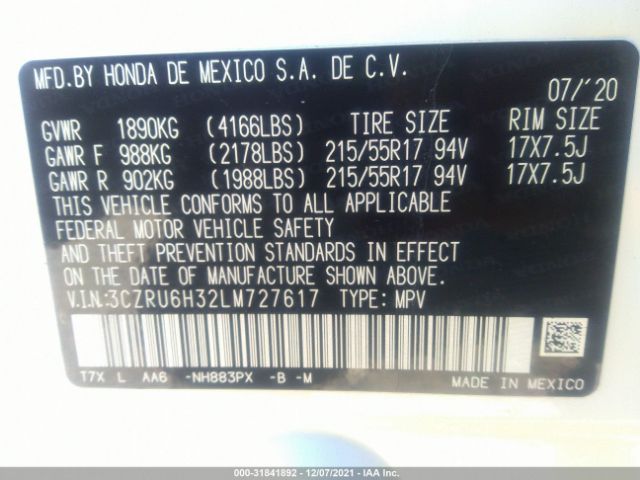 MFD.BY HONDA DE MEXICO S.A. DE C.V.
07/'20
GVWR 1890KG (4166LBS) TIRE SIZE RIM SIZE
GAWR F 988KG (2178LBS) 215/55R17 94V 17X7.5J
GAWR R 902KG (1988LBS) 215/55R17 94V 17X7.5J
THIS VEHICLE CONFORMS TO ALL APPLICABLE
FEDERAL MOTOR VEHICLE SAFETY
AND THEFT PREVENTION STANDARDS IN EFFECT
ON THE DATE OF MANUFACTURE SHOWN ABOVE.
V.I.N:3CZRU6H32LM727617 TYPE: MPV
T7X L AA6 -NH883PX -B -M
MADE IN MEXICO
000-31841892 - 12/07/2021 - IAA Inc.